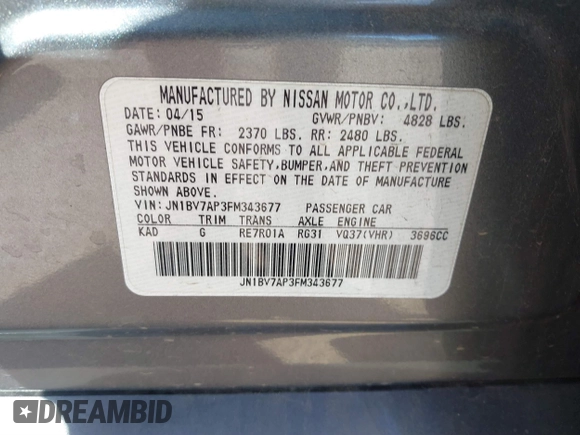 MANUFACTURED BY NISSAN MOTOR CO.,LTD.
DATE: 04/15 GVWR/PNBV: 4828 LBS.
GAWR/PNBE FR: 2370 LBS. RR: 2480 LBS.
THIS VEHICLE CONFORMS TO ALL APPLICABLE FEDERAL
MOTOR VEHICLE SAFETY,BUMPER,AND THEFT PREVENTION
STANDARDS IN EFFECT ON THE DATE OF MANUFACTURE
SHOWN ABOVE.
VIN:JN1BV7AP3FM343677 PASSENGER CAR
COLOR TRIM TRANS AXLE ENGINE
KAD G RE7R01A RG31 VQ37(VHR) 3696CC
JN1BV7AP3FM343677
DREAMBID